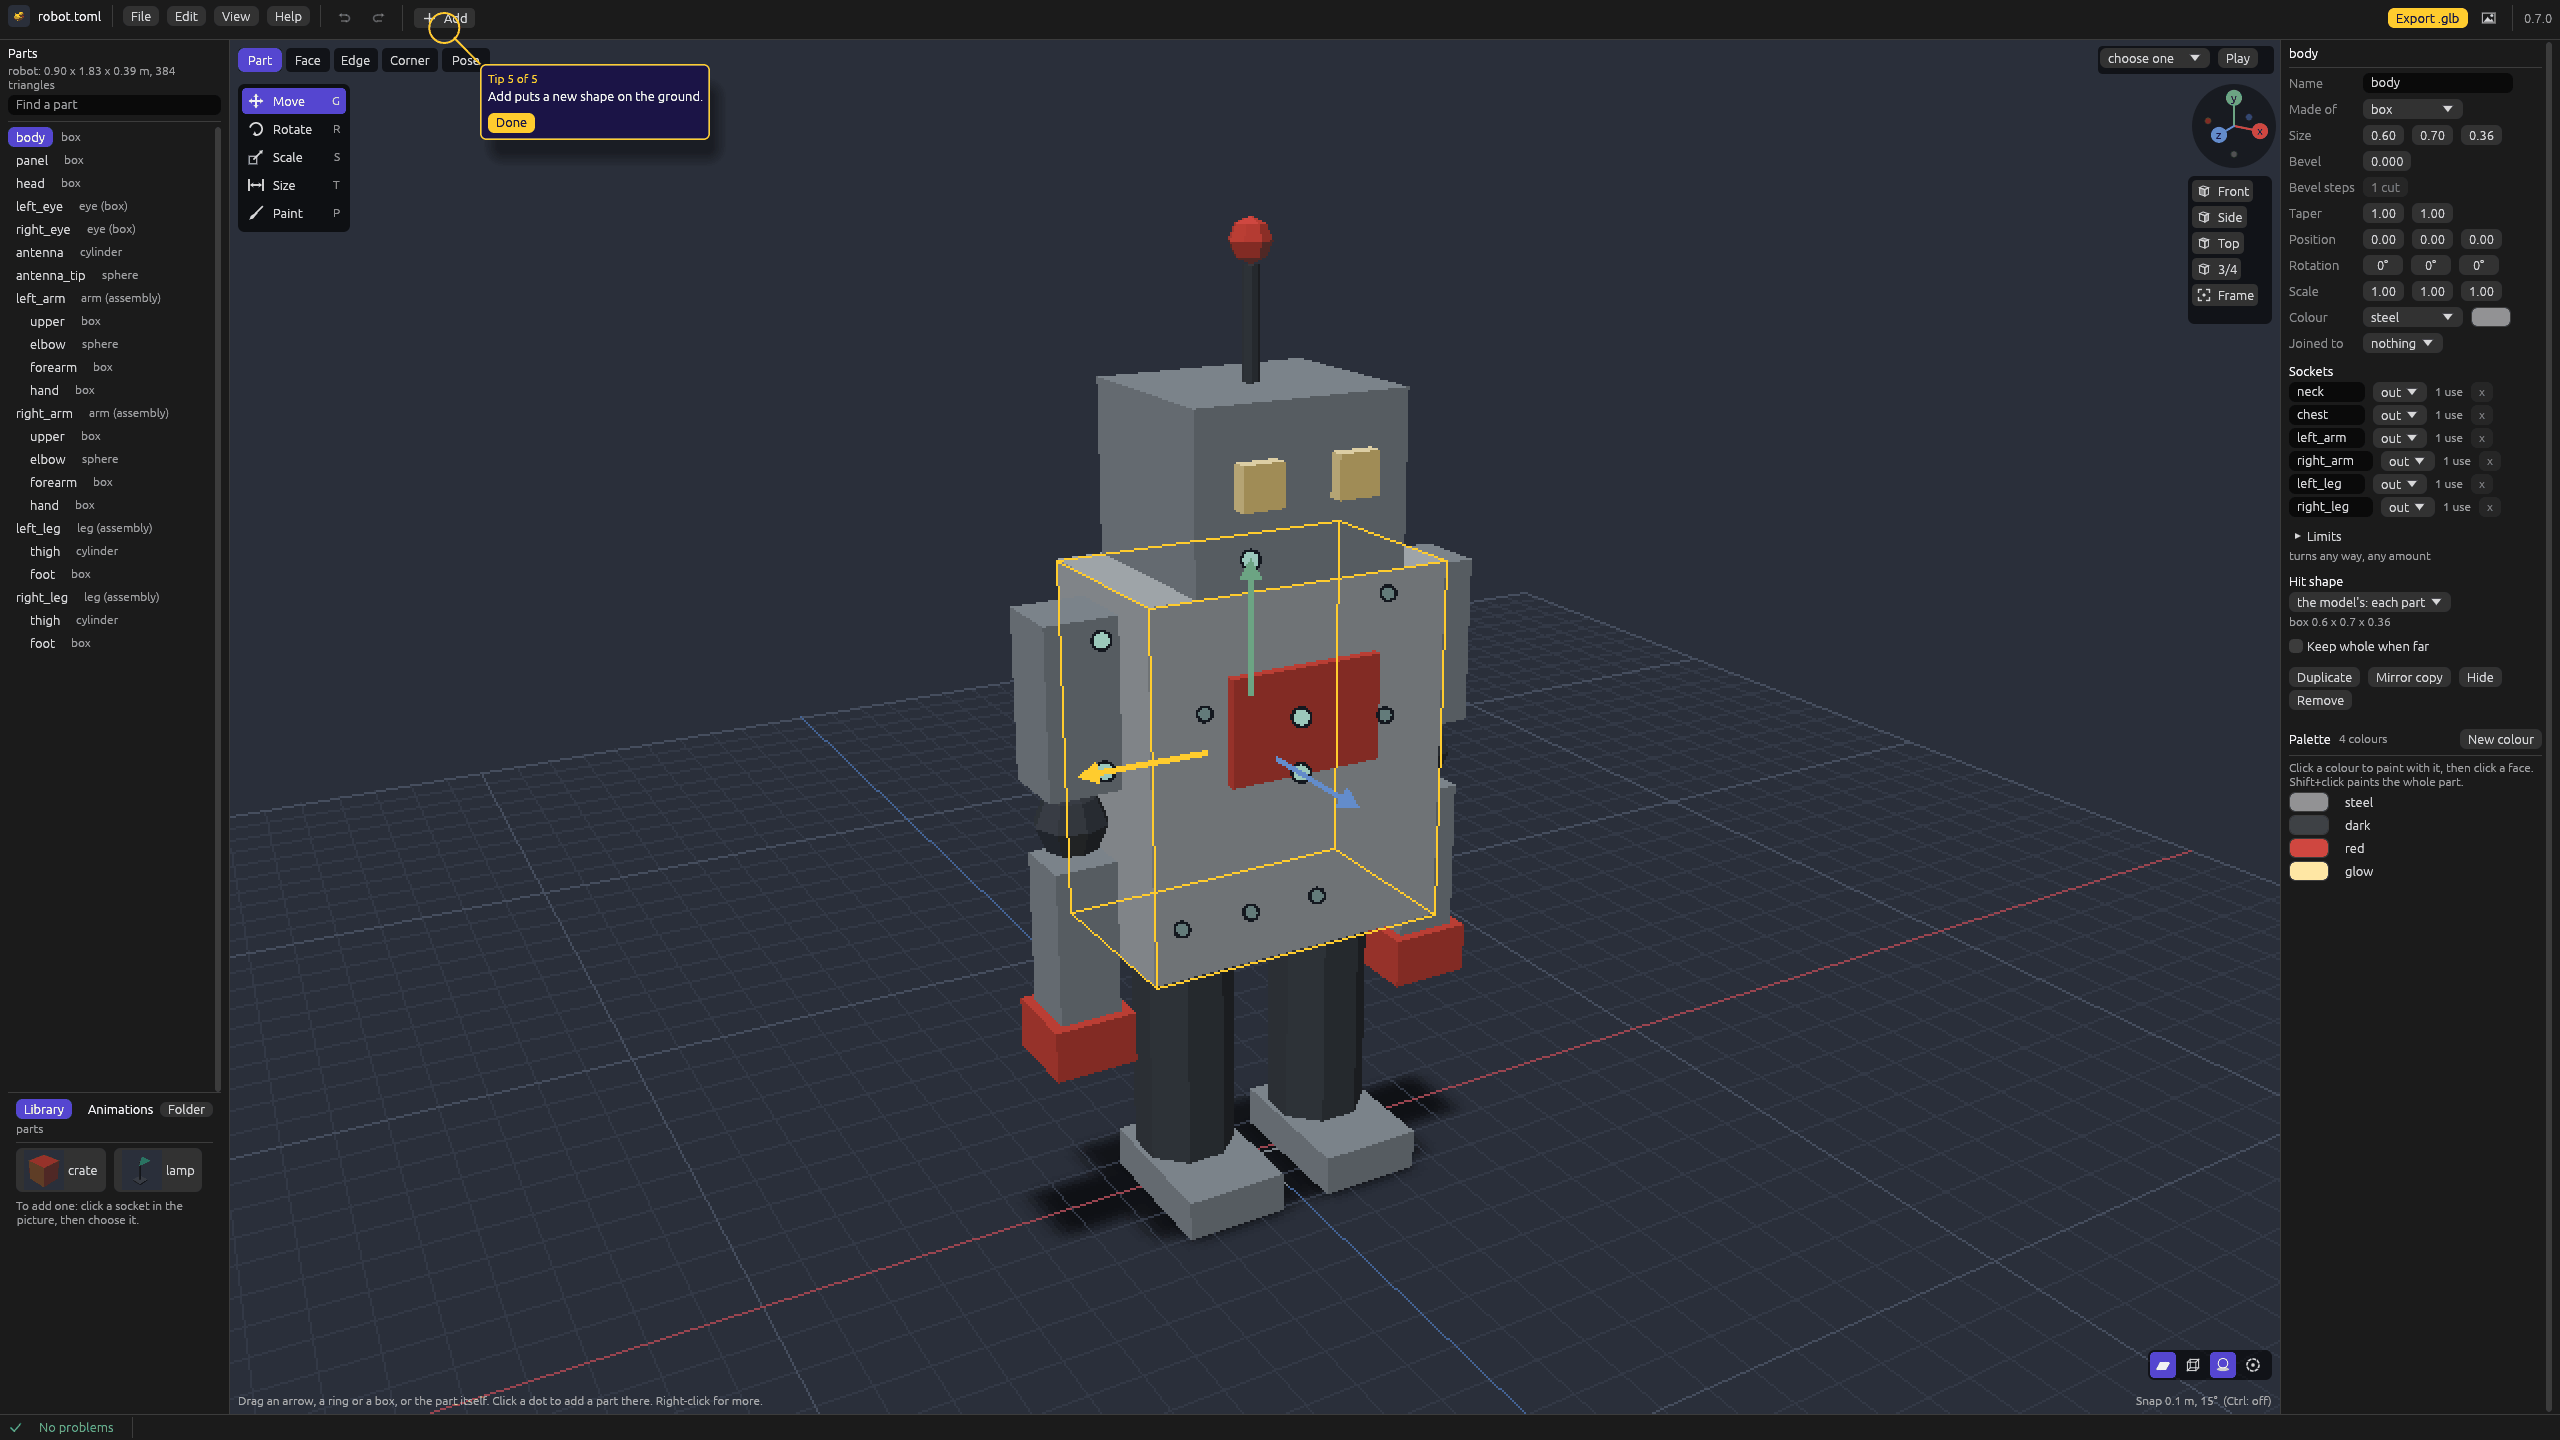 robot.toml File Edit View Help Add Export .glb 0.7.0
Parts
robot: 0.90 x 1.83 x 0.39 m, 384
triangles
Find a part
body box
panel box
head box
left_eye eye (box)
right_eye eye (box)
antenna cylinder
antenna_tip sphere
left_arm arm (assembly)
upper box
elbow sphere
forearm box
hand box
right_arm arm (assembly)
upper box
elbow sphere
forearm box
hand box
left_leg leg (assembly)
thigh cylinder
foot box
right_leg leg (assembly)
thigh cylinder
foot box
Library Animations Folder
parts
crate lamp
To add one: click a socket in the
picture, then choose it.
Part Face Edge Corner Pose
Move G
Rotate R
Scale S
Size T
Paint P
Tip 5 of 5
Add puts a new shape on the ground.
Done
choose one Play
y
z x
Front
Side
Top
3/4
Frame
Drag an arrow, a ring or a box, or the part itself. Click a dot to add a part there. Right-click for more.
Snap 0.1 m, 15° (Ctrl: off)
body
Name body
Made of box
Size 0.60 0.70 0.36
Bevel 0.000
Bevel steps 1 cut
Taper 1.00 1.00
Position 0.00 0.00 0.00
Rotation 0° 0° 0°
Scale 1.00 1.00 1.00
Colour steel
Joined to nothing
Sockets
neck out 1 use x
chest out 1 use x
left_arm out 1 use x
right_arm out 1 use x
left_leg out 1 use x
right_leg out 1 use x
Limits
turns any way, any amount
Hit shape
the model's: each part
box 0.6 x 0.7 x 0.36
Keep whole when far
Duplicate Mirror copy Hide
Remove
Palette 4 colours New colour
Click a colour to paint with it, then click a face.
Shift+click paints the whole part.
steel
dark
red
glow
No problems